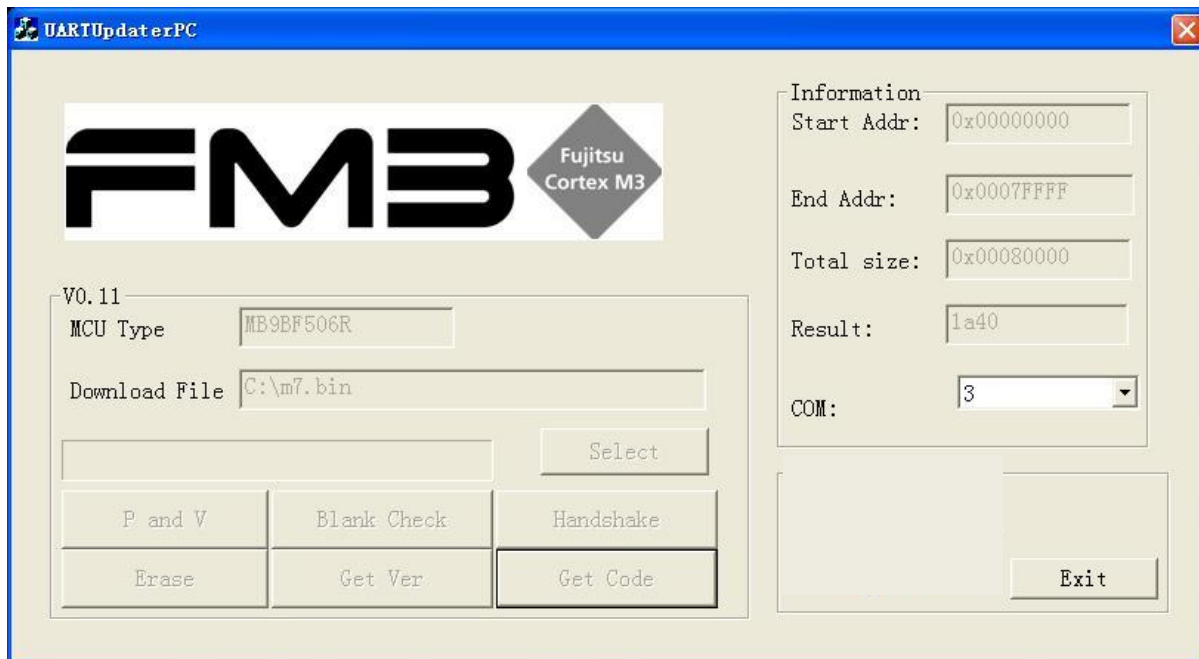 UARTUpdaterPC
FM3
Fujitsu
Cortex M3
Information
Start Addr: 0x00000000
End Addr: 0x0007FFFF
Total size: 0x00080000
Result: 1a40
COM: 3
V0.11
MCU Type MB9BF506R
Download File C:\m7.bin
Select
P and V Blank Check Handshake
Erase Get Ver Get Code
Exit